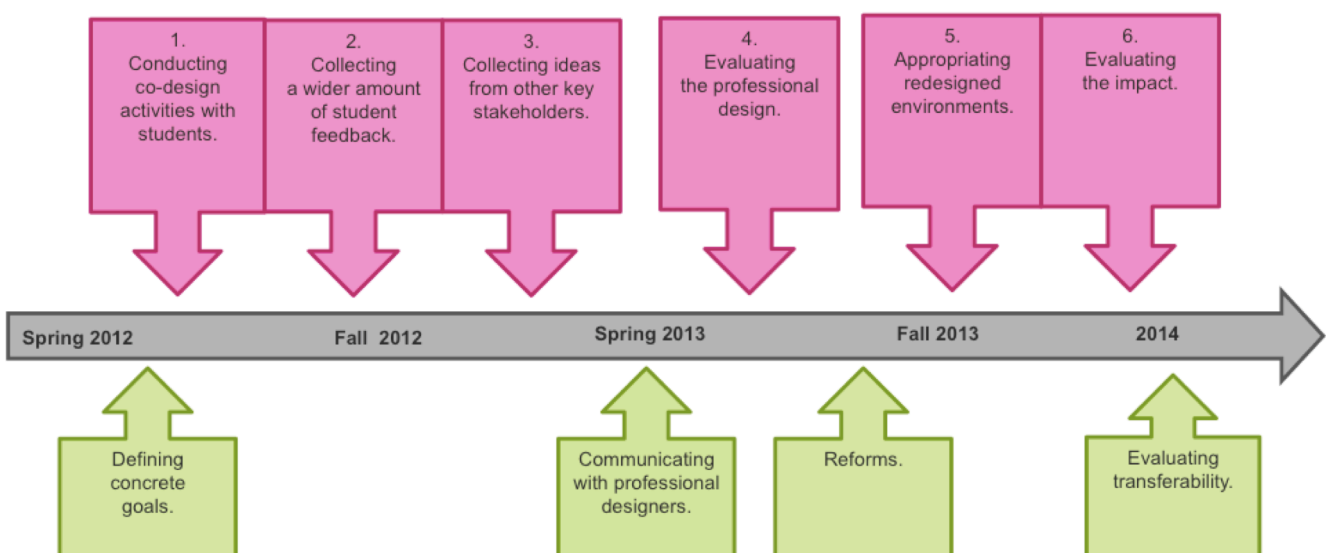 1.
Conducting
co-design
activities with
students.
2.
Collecting
a wider amount
of student
feedback.
3.
Collecting ideas
from other key
stakeholders.
4.
Evaluating
the professional
design.
5.
Appropriating
redesigned
environments.
6.
Evaluating
the impact.
Spring 2012
Fall 2012
Spring 2013
Fall 2013
2014
Defining
concrete
goals.
Communicating
with professional
designers.
Reforms.
Evaluating
transferability.